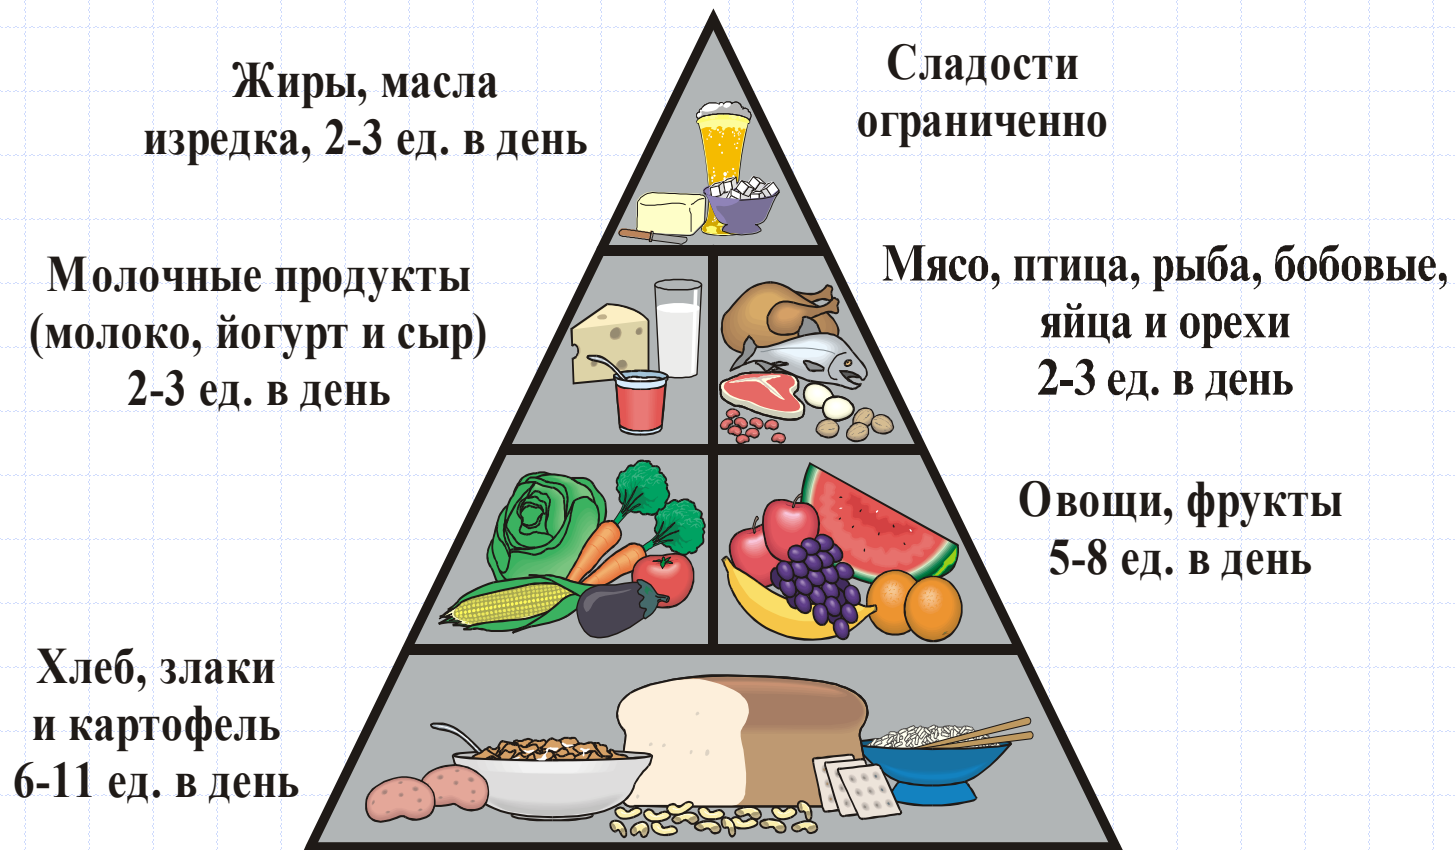 Жиры, масла
изредка, 2-3 ед. в день
Сладости
ограниченно
Молочные продукты
(молоко, йогурт и сыр)
2-3 ед. в день
Мясо, птица, рыба, бобовые,
яйца и орехи
2-3 ед. в день
Овощи, фрукты
5-8 ед. в день
Хлеб, злаки
и картофель
6-11 ед. в день